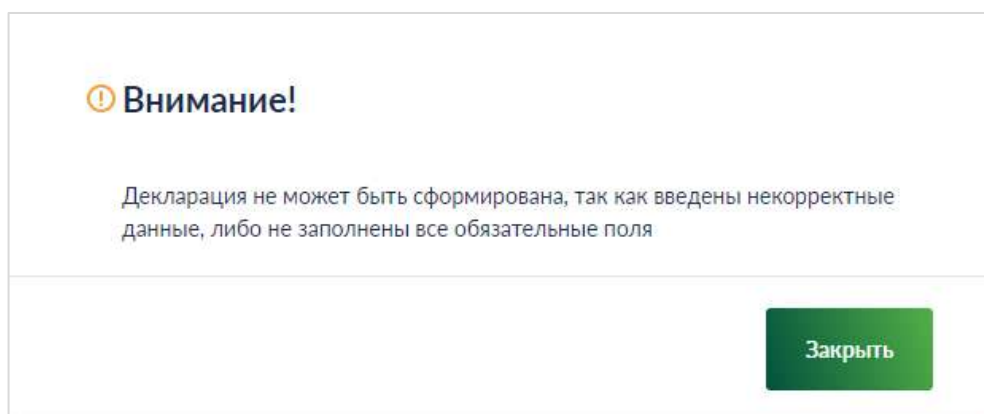 Внимание!
Декларация не может быть сформирована, так как введены некорректные
данные, либо не заполнены все обязательные поля
Закрыть